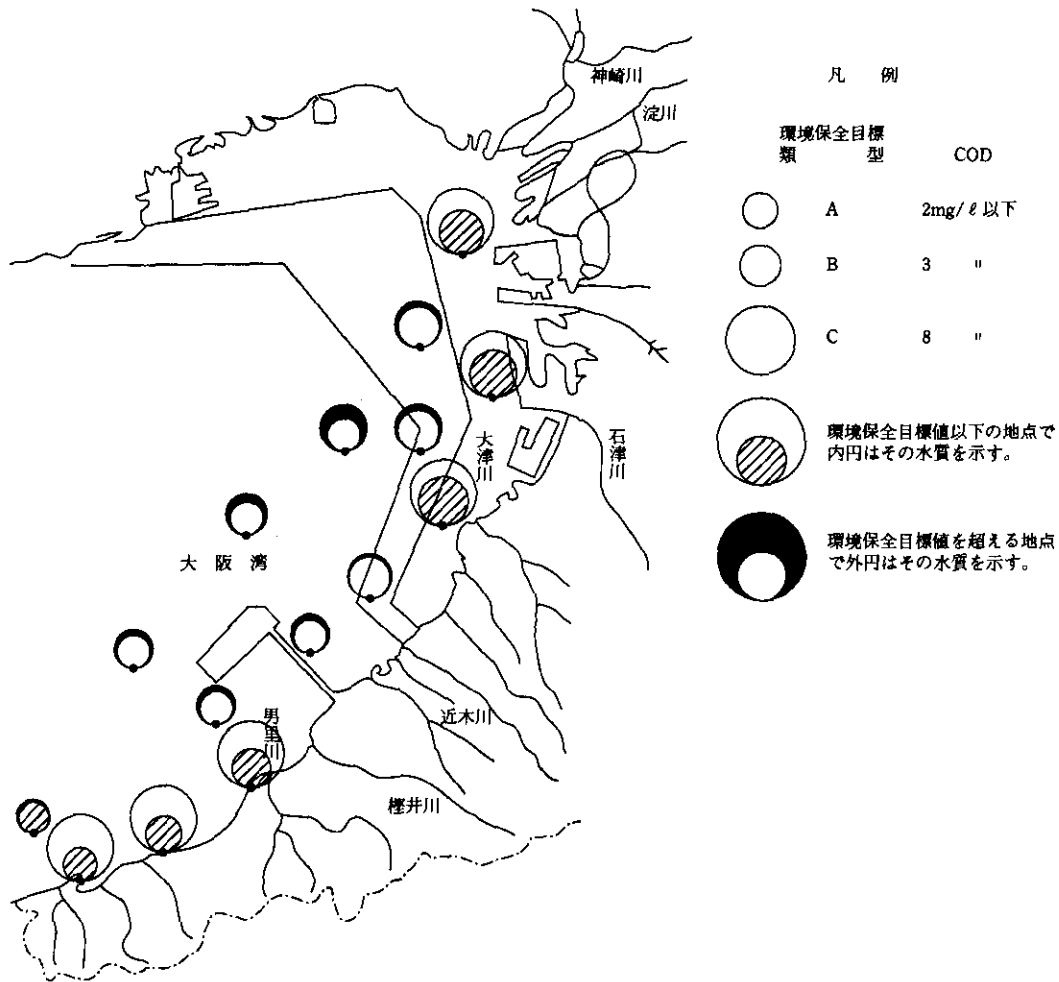 神崎川
淀川
石津川
大津川
大阪湾
近木川
男里川
樫井川
凡例
環境保全目標
類型 COD
A 2mg/ℓ以下
B 3 〃
C 8 〃
環境保全目標値以下の地点で
内円はその水質を示す。
環境保全目標値を超える地点
で外円はその水質を示す。